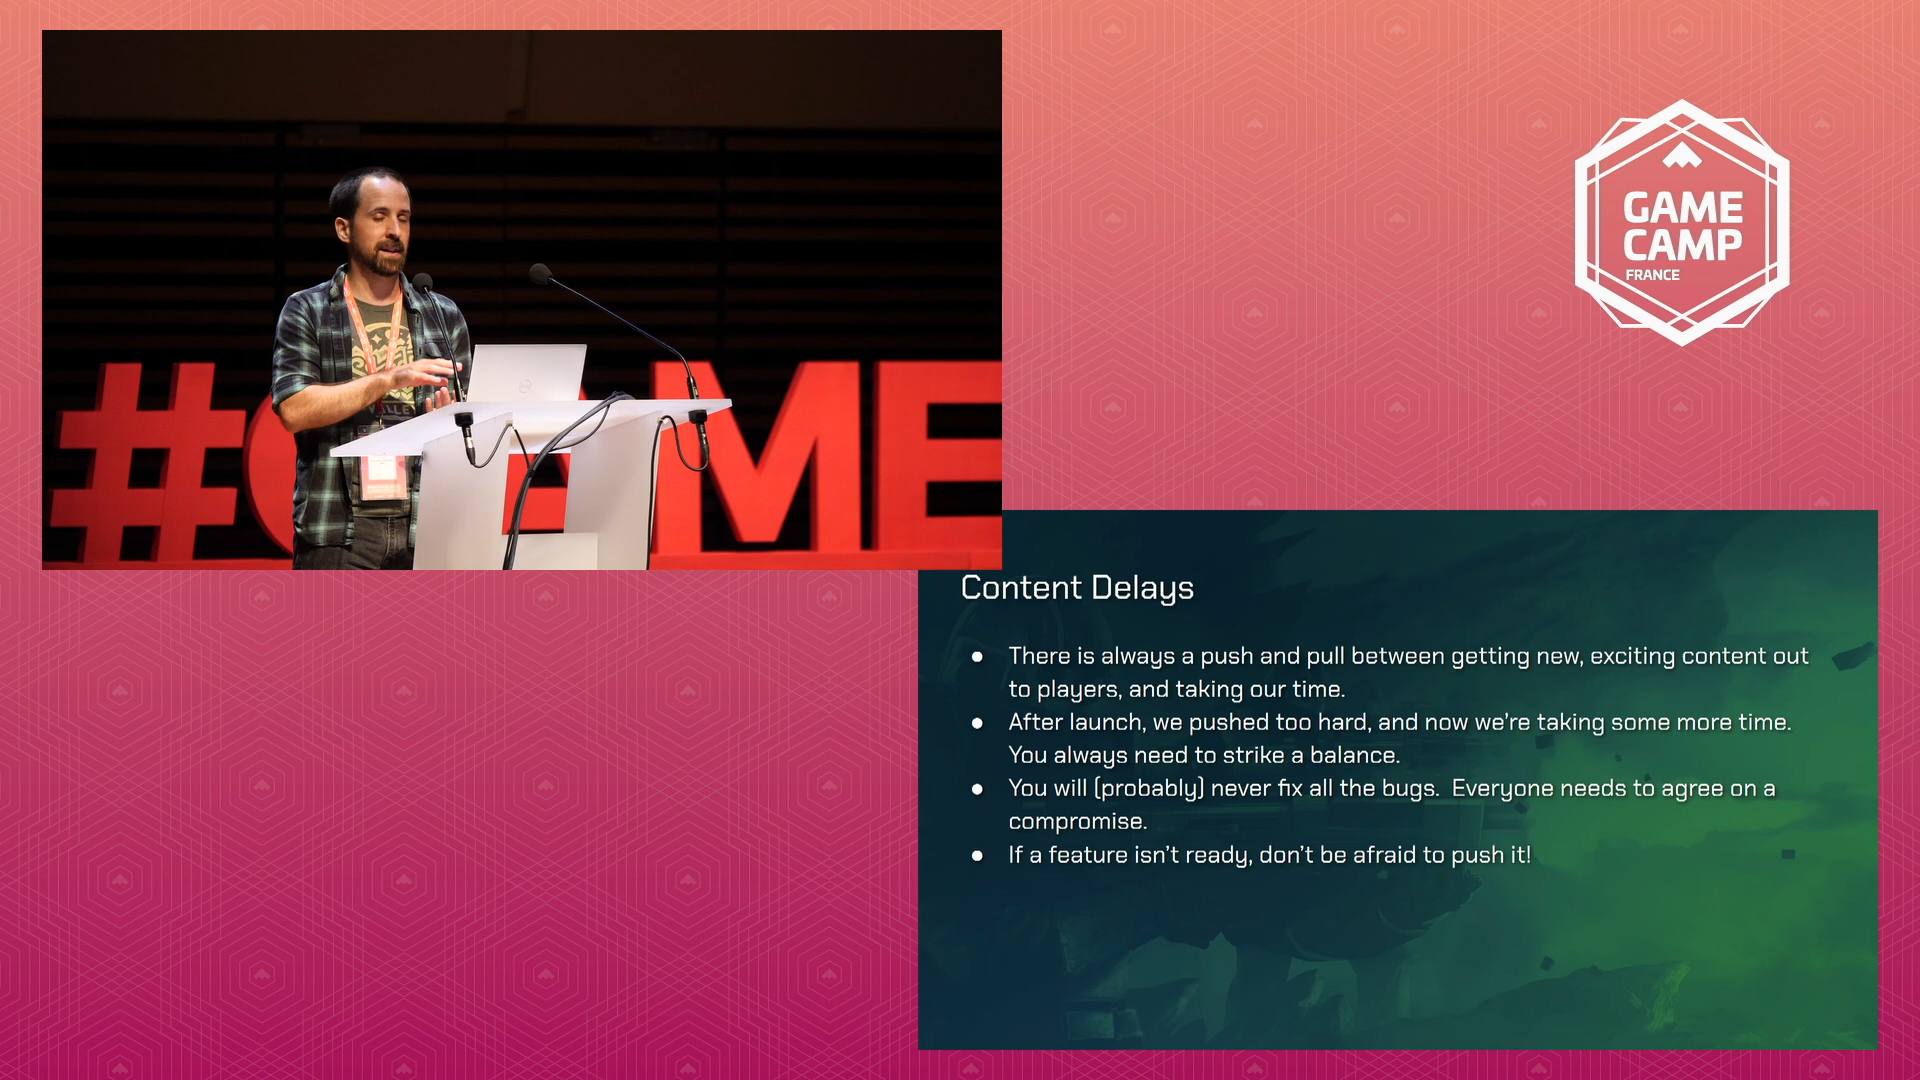 #GAME
VALLEY
GAME
CAMP
FRANCE
Content Delays
● There is always a push and pull between getting new, exciting content out
to players, and taking our time.
● After launch, we pushed too hard, and now we're taking some more time.
You always need to strike a balance.
● You will (probably) never fix all the bugs.  Everyone needs to agree on a
compromise.
● If a feature isn't ready, don't be afraid to push it!